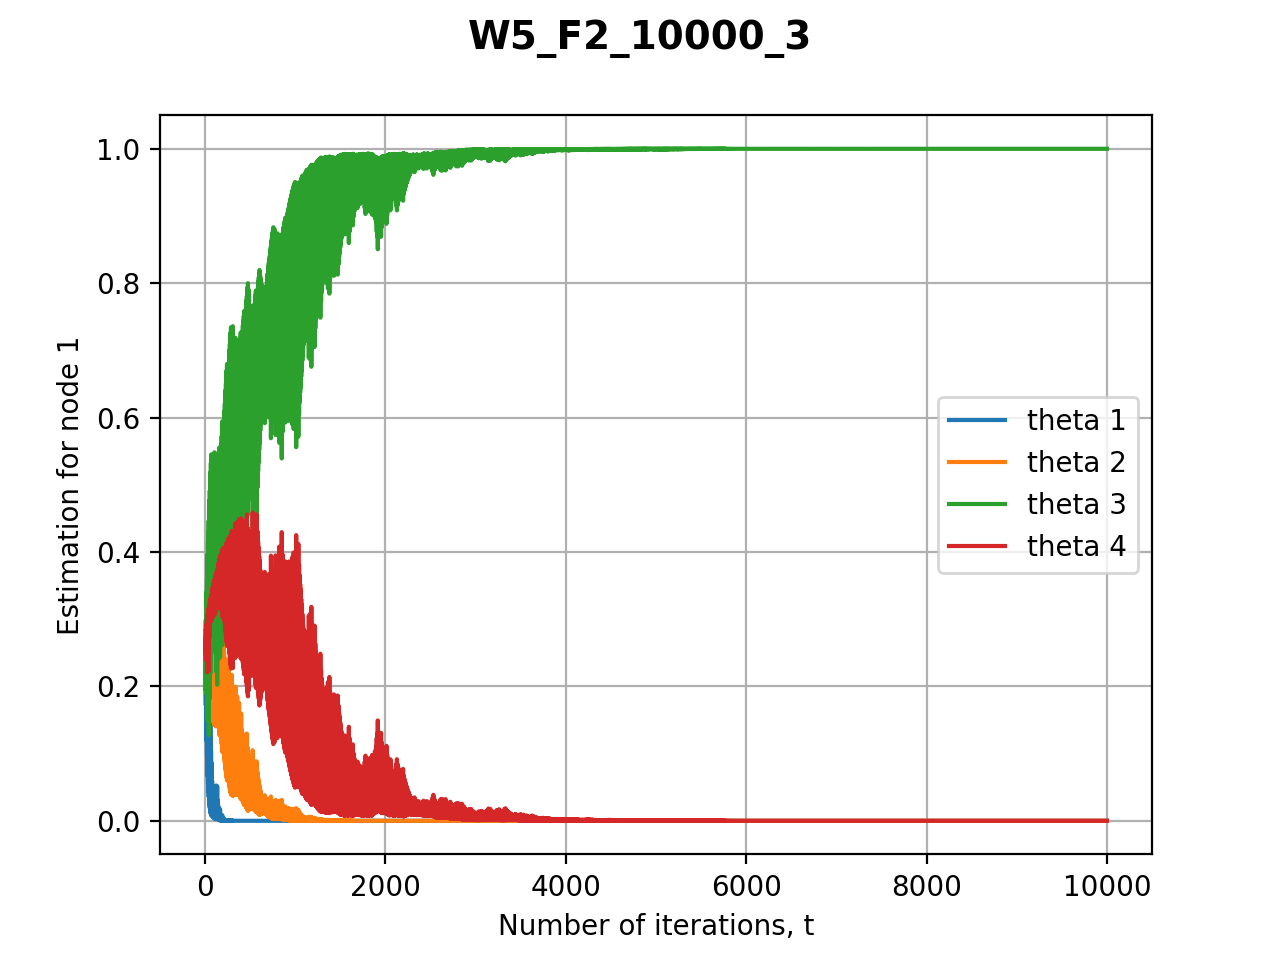 W5_F2_10000_3
1.0
0.8
0.6
0.4
0.2
0.0
Estimation for node 1
theta 1
theta 2
theta 3
theta 4
0 2000 4000 6000 8000 10000
Number of iterations, t